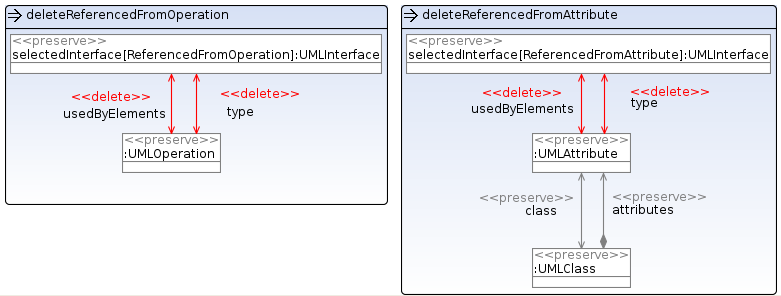 deleteReferencedFromOperation
<<preserve>>
selectedInterface[ReferencedFromOperation]:UMLInterface
<<delete>>
usedByElements
<<delete>>
type
<<preserve>>
:UMLOperation
deleteReferencedFromAttribute
<<preserve>>
selectedInterface[ReferencedFromAttribute]:UMLInterface
<<delete>>
usedByElements
<<delete>>
type
<<preserve>>
:UMLAttribute
<<preserve>>
class
<<preserve>>
attributes
<<preserve>>
:UMLClass